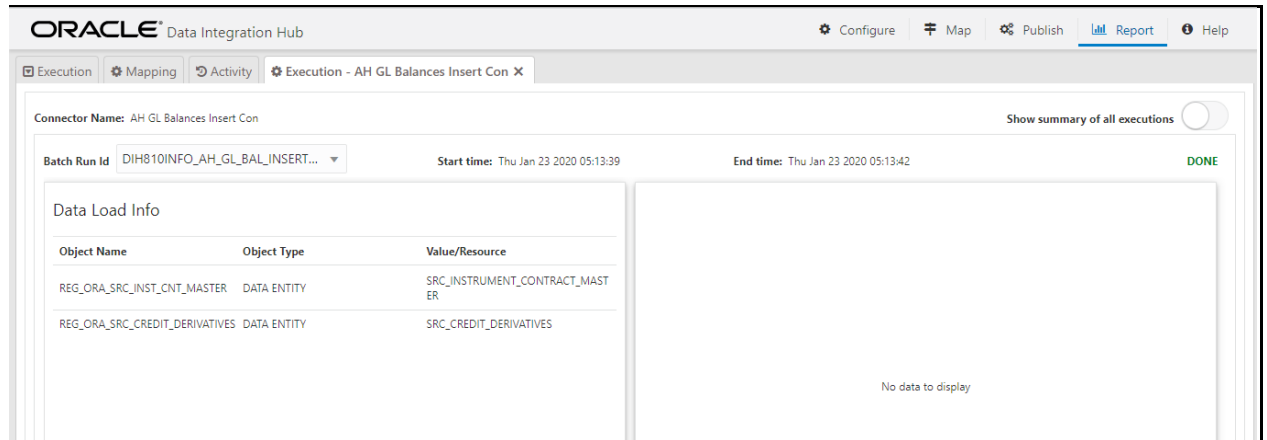 ORACLE® Data Integration Hub
Configure Map Publish Report Help
Execution Mapping Activity Execution - AH GL Balances Insert Con X
Connector Name: AH GL Balances Insert Con Show summary of all executions
Batch Run Id DIH810INFO_AH_GL_BAL_INSERT... Start time: Thu Jan 23 2020 05:13:39 End time: Thu Jan 23 2020 05:13:42 DONE
Data Load Info
Object Name Object Type Value/Resource
REG_ORA_SRC_INST_CNT_MASTER DATA ENTITY SRC_INSTRUMENT_CONTRACT_MAST
ER
REG_ORA_SRC_CREDIT_DERIVATIVES DATA ENTITY SRC_CREDIT_DERIVATIVES
No data to display